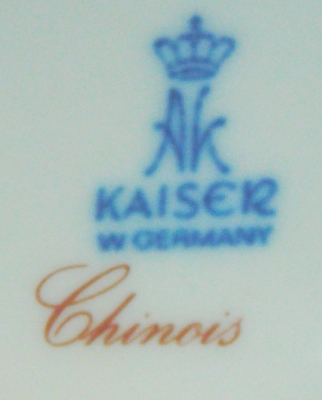 AK
KAISER
W GERMANY
Chinois